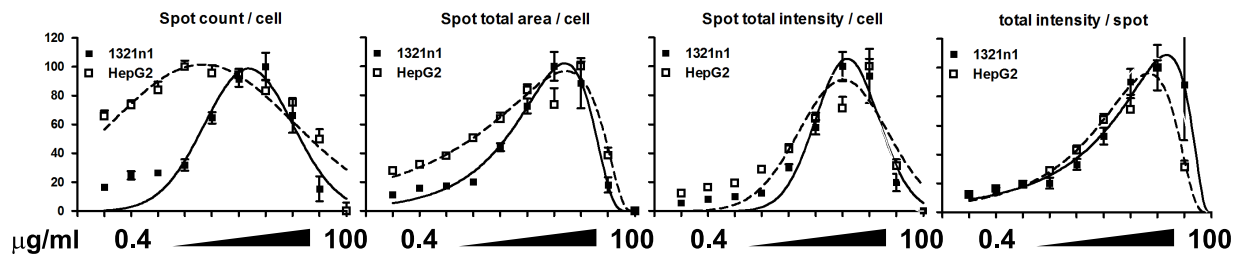 Spot count / cell
Spot total area / cell
Spot total intensity / cell
total intensity / spot
120
100
80
60
40
20
0
1321n1
HepG2
1321n1
HepG2
1321n1
HepG2
1321n1
HepG2
μg/ml
0.4
100
0.4
100
0.4
100
0.4
100